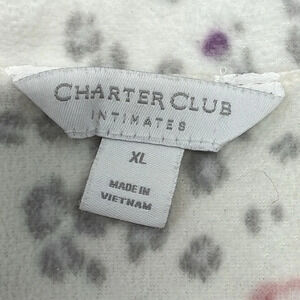 CHARTER CLUB
INTIMATES
XL
MADE IN
VIETNAM